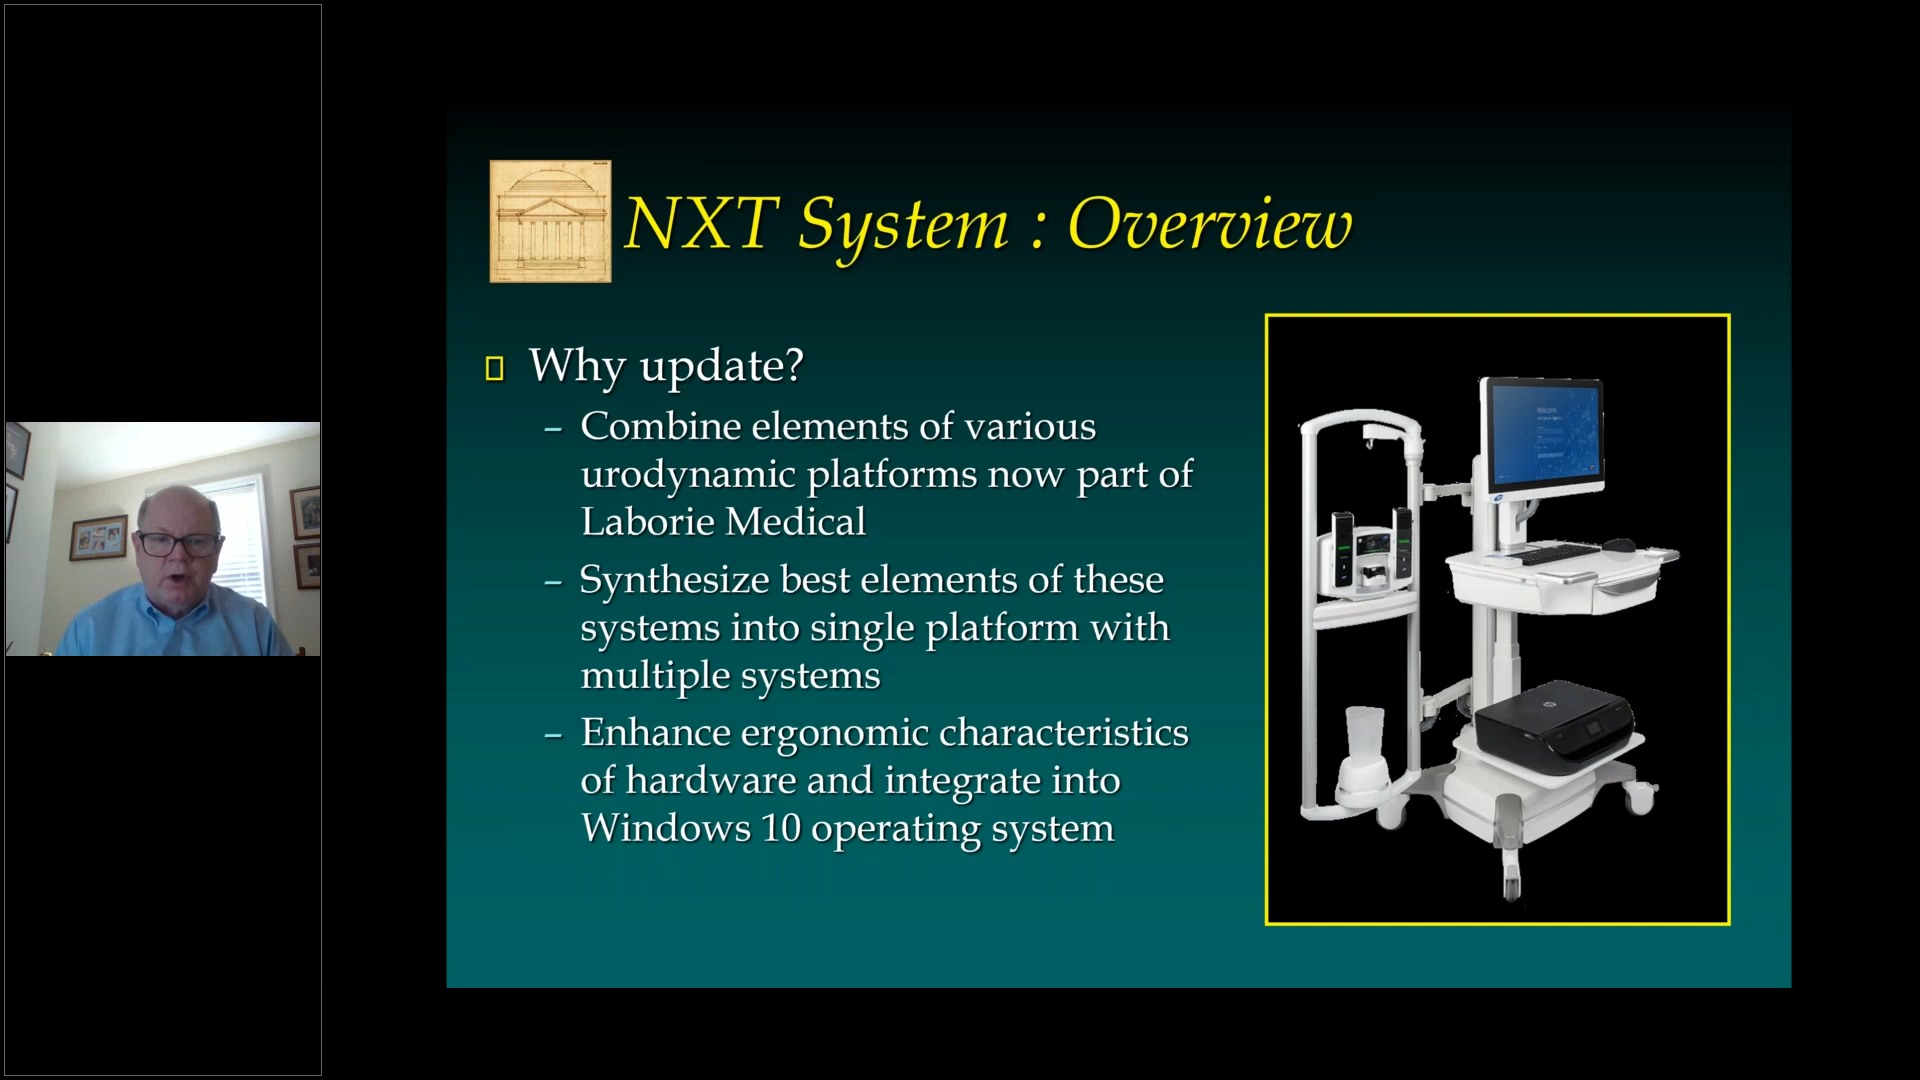 NXT System : Overview
Why update?
– Combine elements of various
urodynamic platforms now part of
Laborie Medical
– Synthesize best elements of these
systems into single platform with
multiple systems
– Enhance ergonomic characteristics
of hardware and integrate into
Windows 10 operating system
Welcome